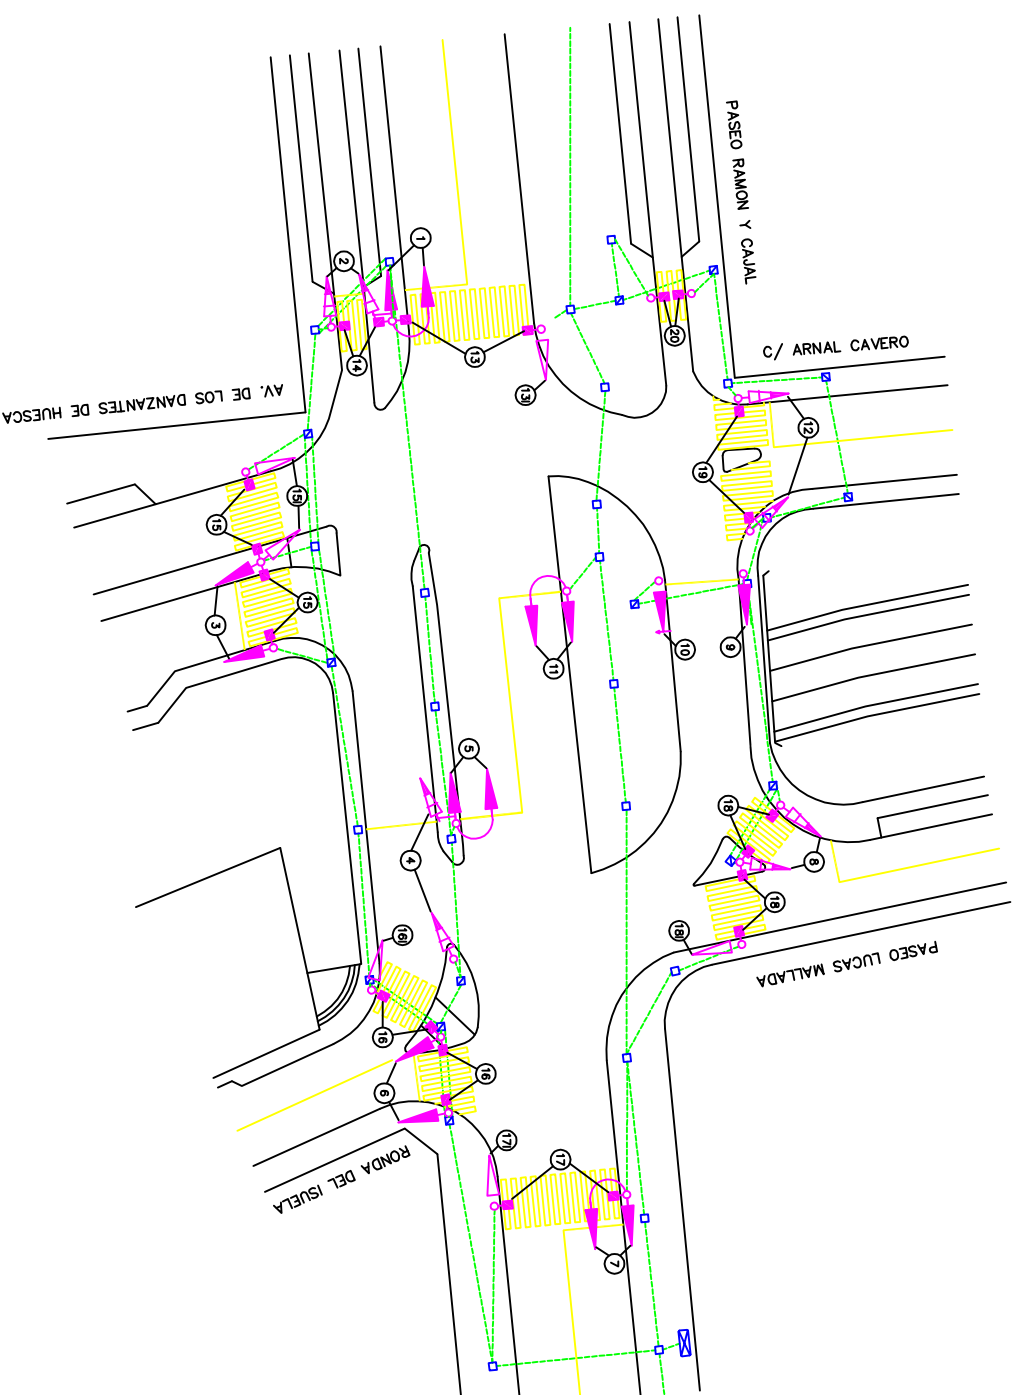 PASEO RAMON Y CAJAL
1
2
20
C/ ARNAL CAVERO
13
14
13I
AV. DE LOS DANZANTES DE HUESCA
12
19
15I
15
15
3
9
10
11
5
18
4
8
18
18I
16I
PASEO LUCAS MALLADA
16
16
6
17I
17
RONDA DEL ISUELA
7